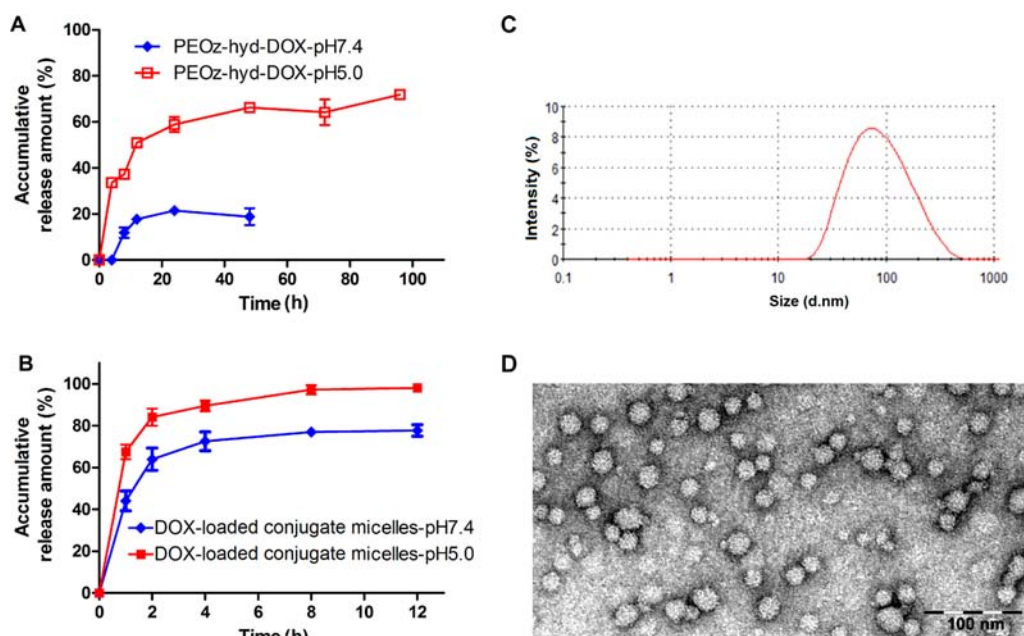 A
Accumulative
release amount (%)
100
80
60
40
20
0
PEOz-hyd-DOX-pH7.4
PEOz-hyd-DOX-pH5.0
0 20 40 60 80 100
Time (h)
B
Accumulative
release amount (%)
100
80
60
40
20
0
DOX-loaded conjugate micelles-pH7.4
DOX-loaded conjugate micelles-pH5.0
0 2 4 6 8 10 12
Time (h)
C
Intensity (%)
10
8
6
4
2
0
0.1 1 10 100 1000
Size (d.nm)
D
100 nm